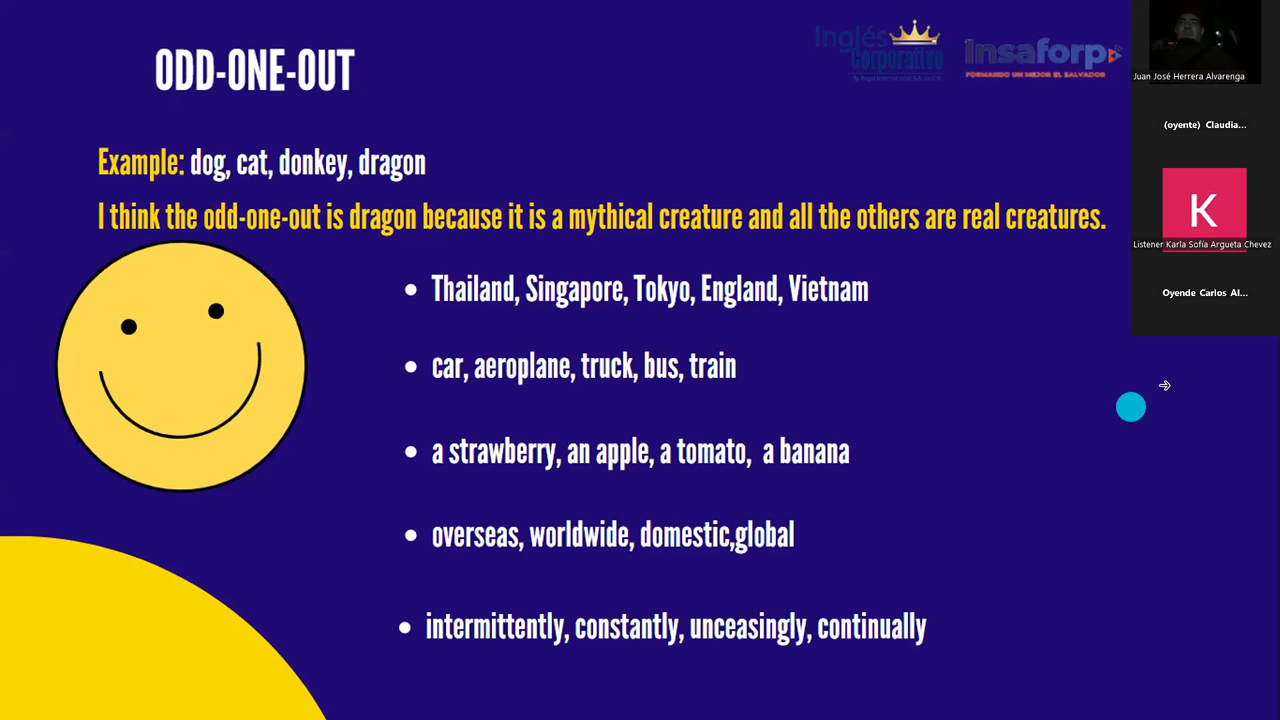 ODD-ONE-OUT
Inglés
Corporativo
Insaforp
FORMANDO UN MEJOR EL SALVADOR
Example: dog, cat, donkey, dragon
I think the odd-one-out is dragon because it is a mythical creature and all the others are real creatures.
• Thailand, Singapore, Tokyo, England, Vietnam
• car, aeroplane, truck, bus, train
• a strawberry, an apple, a tomato, a banana
• overseas, worldwide, domestic,global
• intermittently, constantly, unceasingly, continually
Juan José Herrera Alvarenga
(oyente) Claudia...
K
Listener Karla Sofía Argueta Chevez
Oyende Carlos Al...